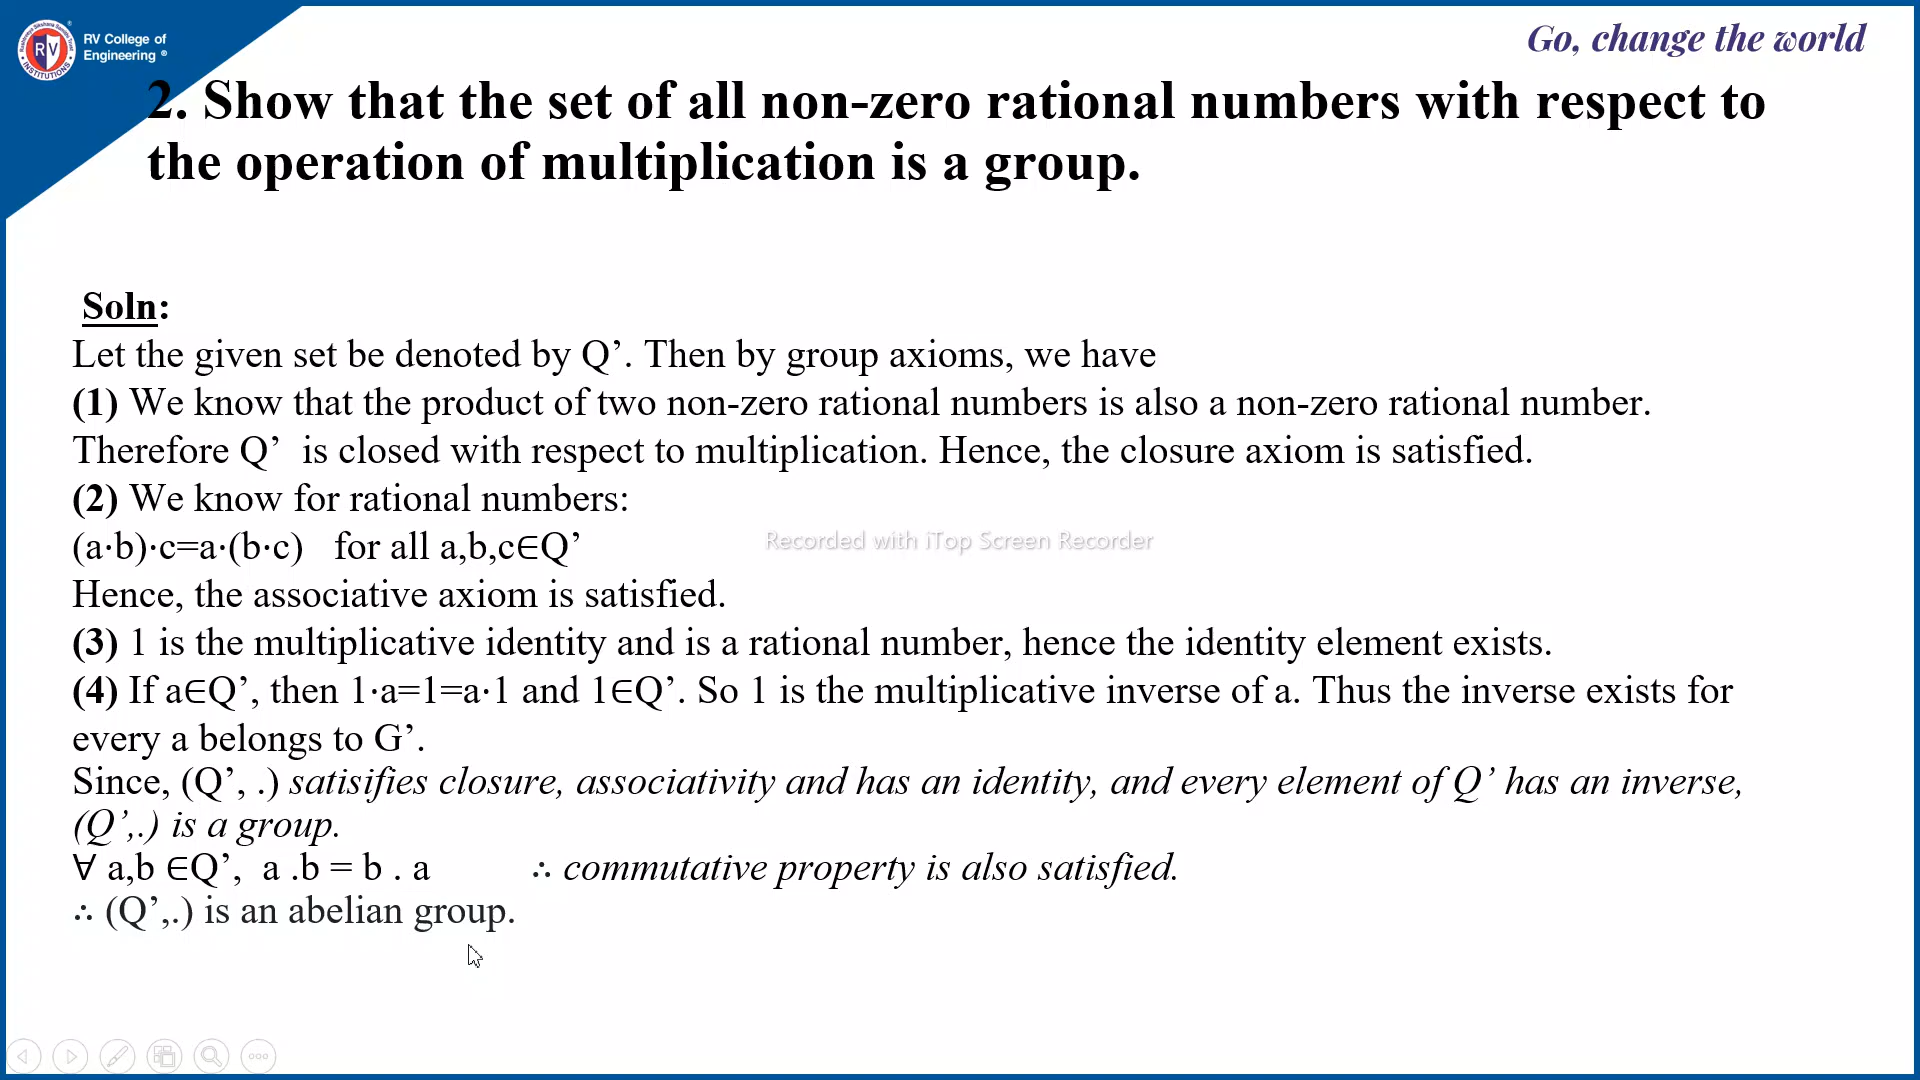 RV College of
Engineering ®
Go, change the world
2. Show that the set of all non-zero rational numbers with respect to
the operation of multiplication is a group.
Soln:
Let the given set be denoted by Q’. Then by group axioms, we have
(1) We know that the product of two non-zero rational numbers is also a non-zero rational number.
Therefore Q’ is closed with respect to multiplication. Hence, the closure axiom is satisfied.
(2) We know for rational numbers:
(a⋅b)⋅c=a⋅(b⋅c) for all a,b,c∈Q’
Recorded with iTop Screen Recorder
Hence, the associative axiom is satisfied.
(3) 1 is the multiplicative identity and is a rational number, hence the identity element exists.
(4) If a∈Q’, then 1⋅a=1=a⋅1 and 1∈Q’. So 1 is the multiplicative inverse of a. Thus the inverse exists for
every a belongs to G’.
Since, (Q’, .) satisifies closure, associativity and has an identity, and every element of Q’ has an inverse,
(Q’,.) is a group.
∀ a,b ∈Q’, a .b = b . a ∴ commutative property is also satisfied.
∴ (Q’,.) is an abelian group.